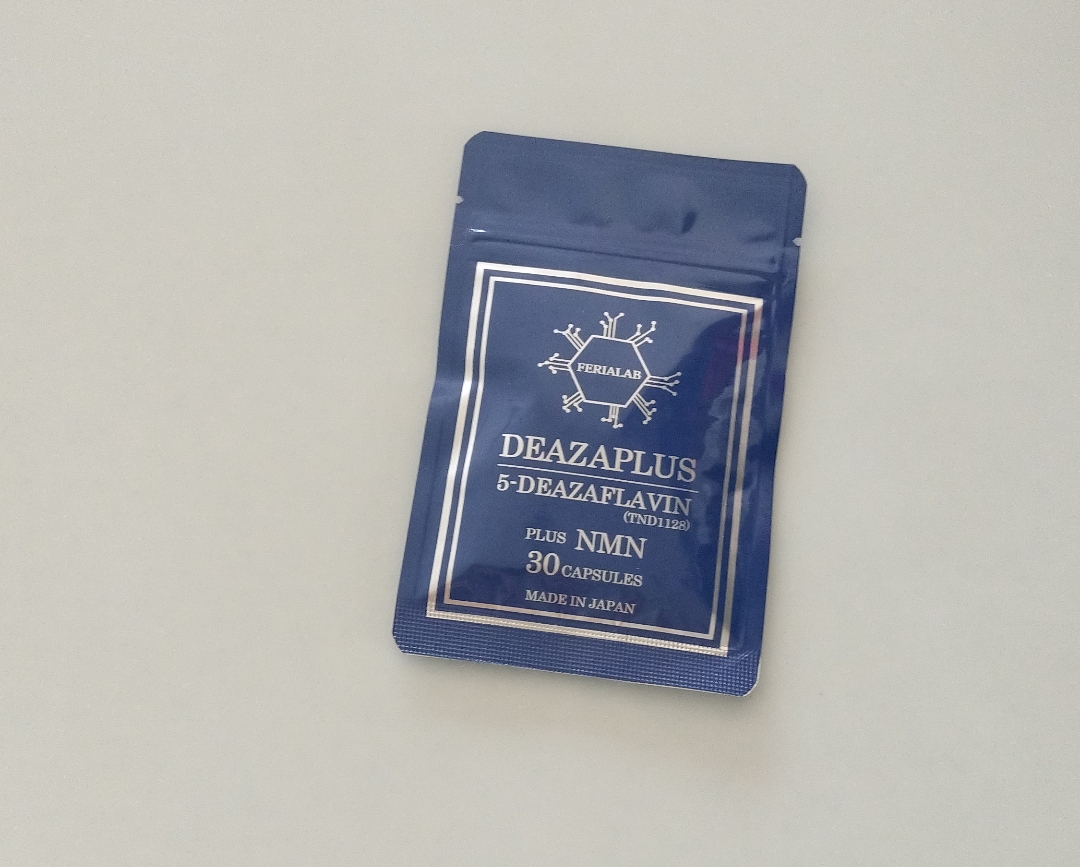 FERIALAB
DEAZAPLUS
5-DEAZAFLAVIN
(TND1128)
PLUS NMN
30 CAPSULES
MADE IN JAPAN